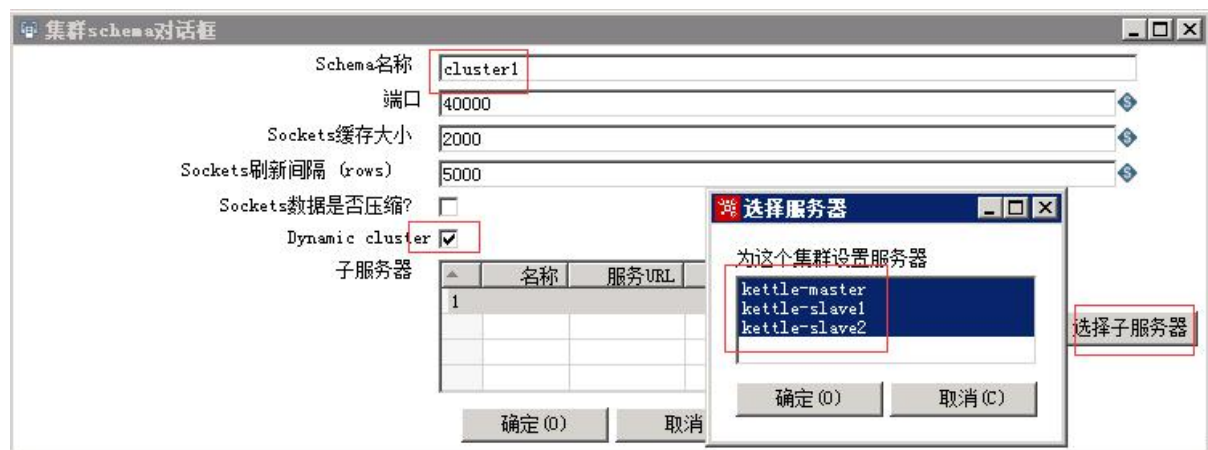 集群schema对话框
Schema名称 cluster1
端口 40000
Sockets缓存大小 2000
Sockets刷新间隔 (rows) 5000
Sockets数据是否压缩?
Dynamic cluster
子服务器
名称 服务URL
1
选择服务器
为这个集群设置服务器
kettle-master
kettle-slave1
kettle-slave2
选择子服务器
确定(O) 取消(C)
确定(O) 取消